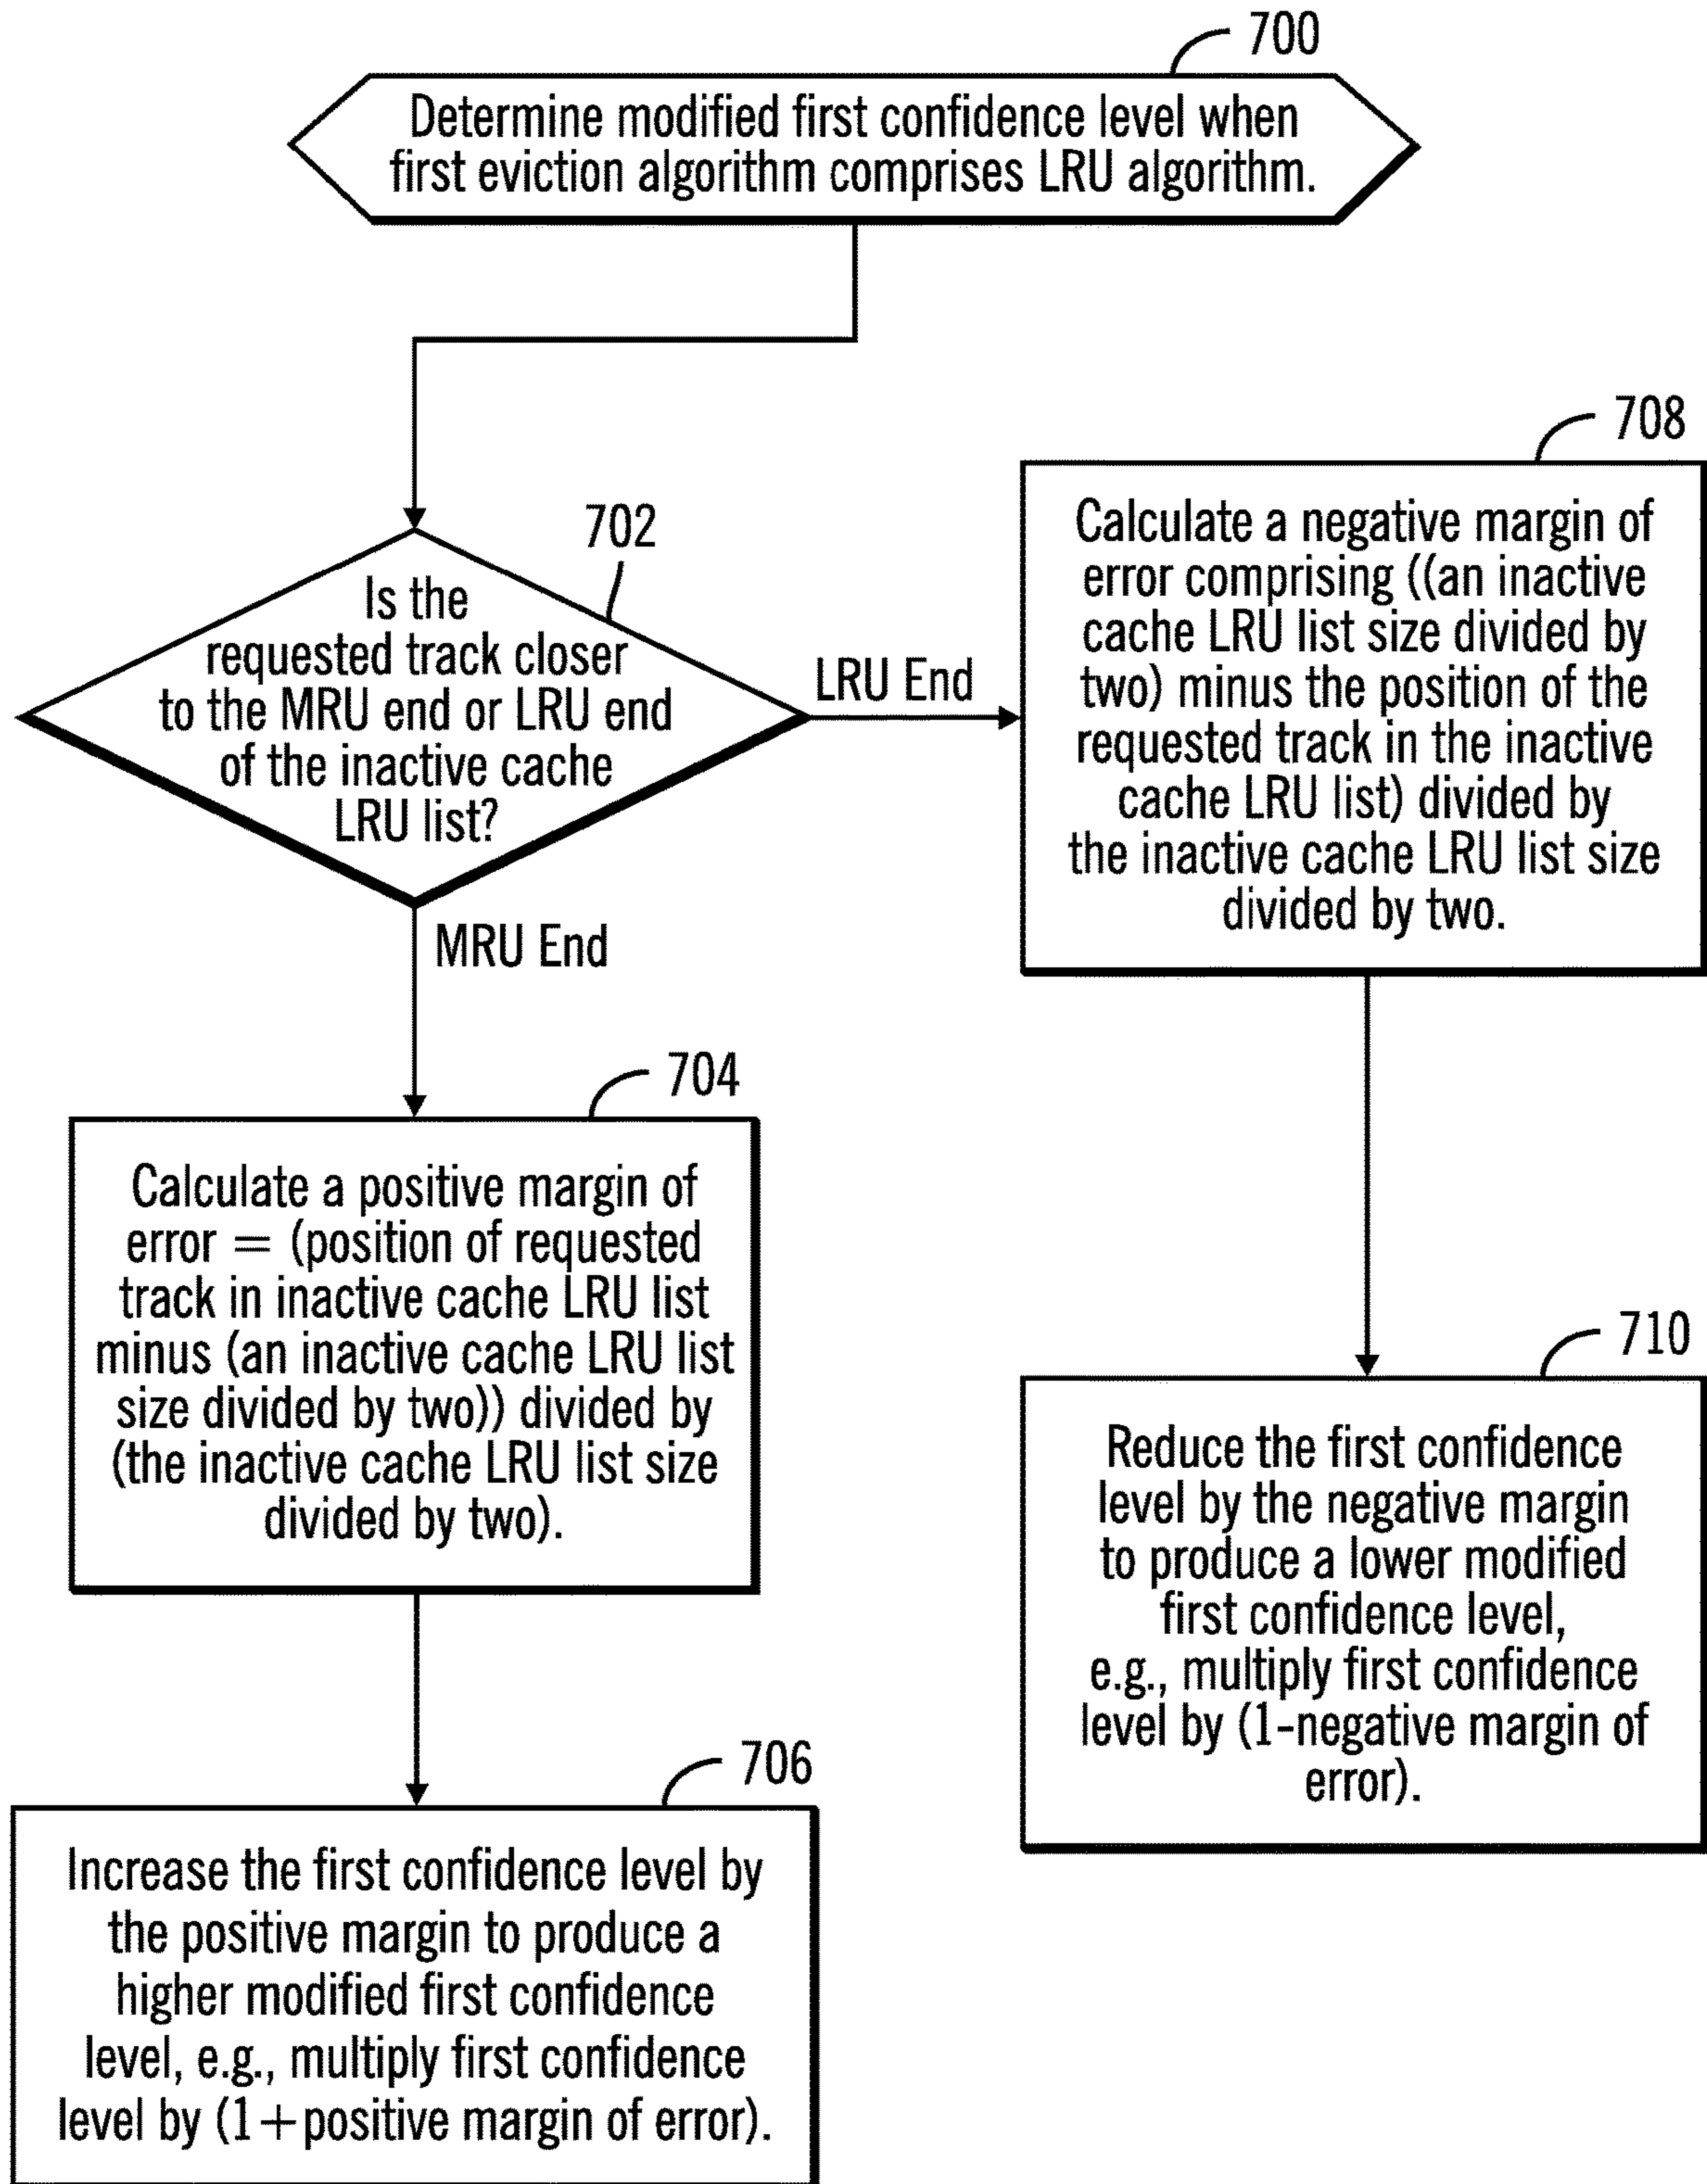 700
Determine modified first confidence level when
first eviction algorithm comprises LRU algorithm.
702
Is the
requested track closer
to the MRU end or LRU end
of the inactive cache
LRU list?
LRU End
MRU End
708
Calculate a negative margin of
error comprising ((an inactive
cache LRU list size divided by
two) minus the position of the
requested track in the inactive
cache LRU list) divided by
the inactive cache LRU list size
divided by two.
704
Calculate a positive margin of
error = (position of requested
track in inactive cache LRU list
minus (an inactive cache LRU list
size divided by two)) divided by
(the inactive cache LRU list size
divided by two).
710
Reduce the first confidence
level by the negative margin
to produce a lower modified
first confidence level,
e.g., multiply first confidence
level by (1-negative margin of
error).
706
Increase the first confidence level by
the positive margin to produce a
higher modified first confidence
level, e.g., multiply first confidence
level by (1+positive margin of error).